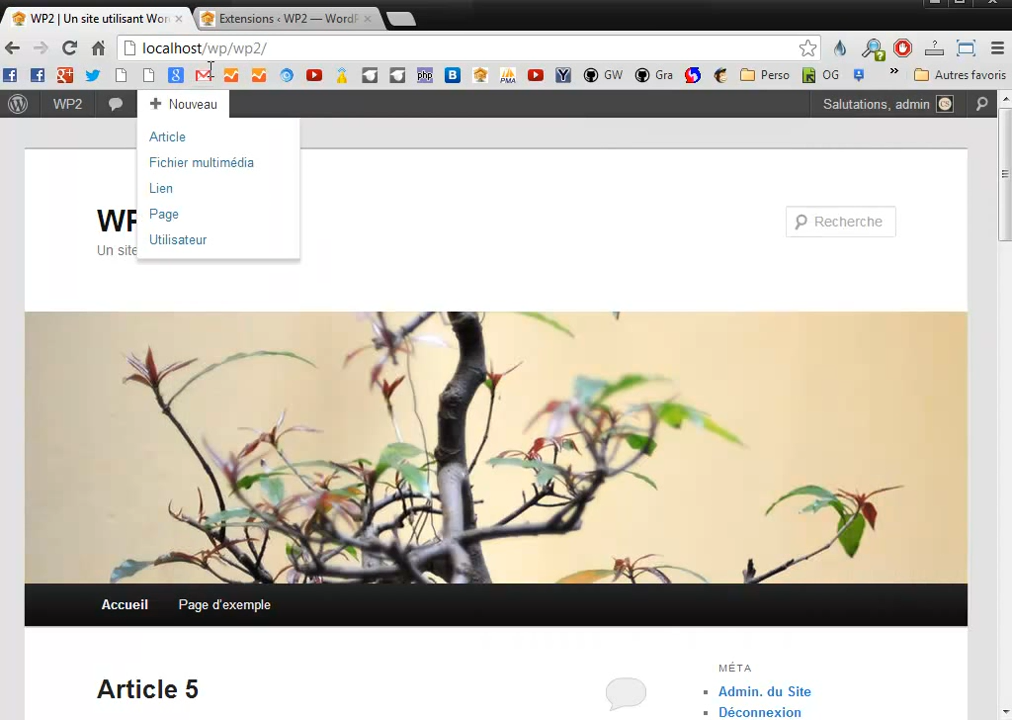 WP2 | Un site utilisant Wor
Extensions ‹ WP2 — WordP
localhost/wp/wp2/
php
PMA
GW
Gra
Perso
OG
»
Autres favoris
WP2
+ Nouveau
Salutations, admin
Article
Fichier multimédia
Lien
Page
Utilisateur
WP
Un site
Recherche
Accueil
Page d'exemple
Article 5
MÉTA
Admin. du Site
Déconnexion